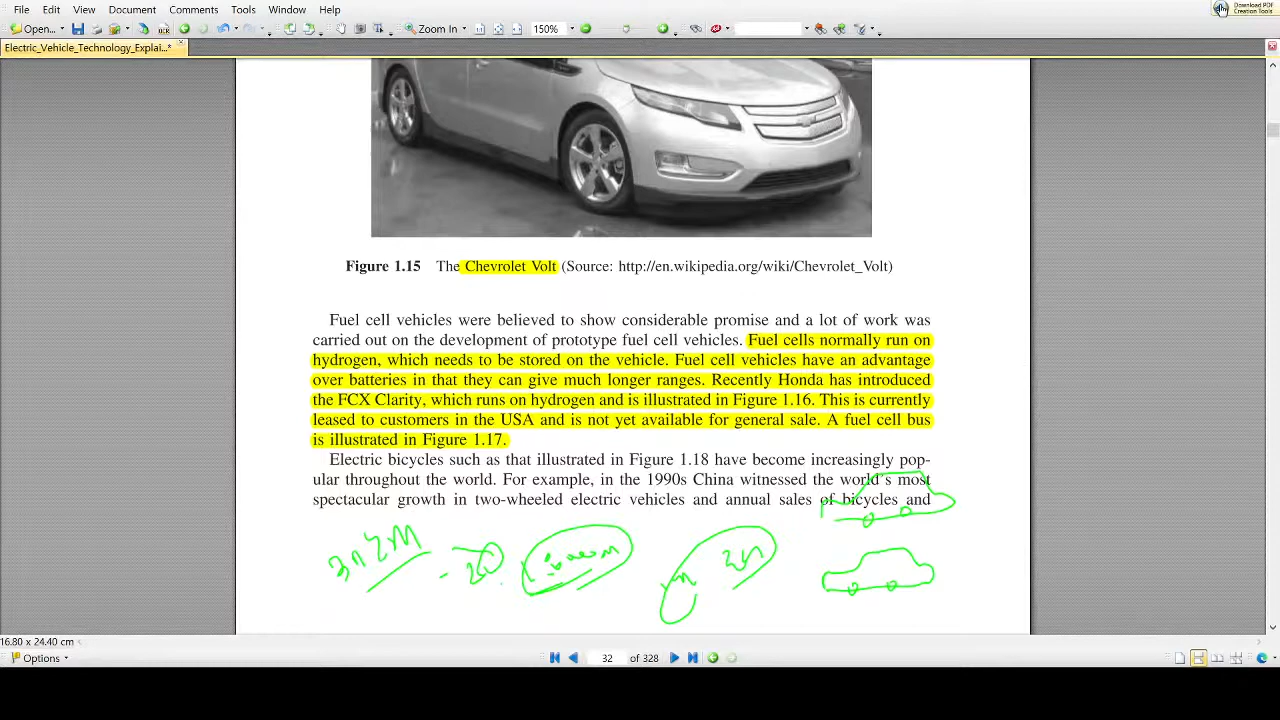 File Edit View Document Comments Tools Window Help
Download PDF
Creation Tools
Open... Zoom In 150%
Electric_Vehicle_Technology_Explai...*
Figure 1.15 The Chevrolet Volt (Source: http://en.wikipedia.org/wiki/Chevrolet_Volt)
Fuel cell vehicles were believed to show considerable promise and a lot of work was
carried out on the development of prototype fuel cell vehicles. Fuel cells normally run on
hydrogen, which needs to be stored on the vehicle. Fuel cell vehicles have an advantage
over batteries in that they can give much longer ranges. Recently Honda has introduced
the FCX Clarity, which runs on hydrogen and is illustrated in Figure 1.16. This is currently
leased to customers in the USA and is not yet available for general sale. A fuel cell bus
is illustrated in Figure 1.17.
Electric bicycles such as that illustrated in Figure 1.18 have become increasingly pop-
ular throughout the world. For example, in the 1990s China witnessed the world's most
spectacular growth in two-wheeled electric vehicles and annual sales of bicycles and
16.80 x 24.40 cm
Options 32 of 328